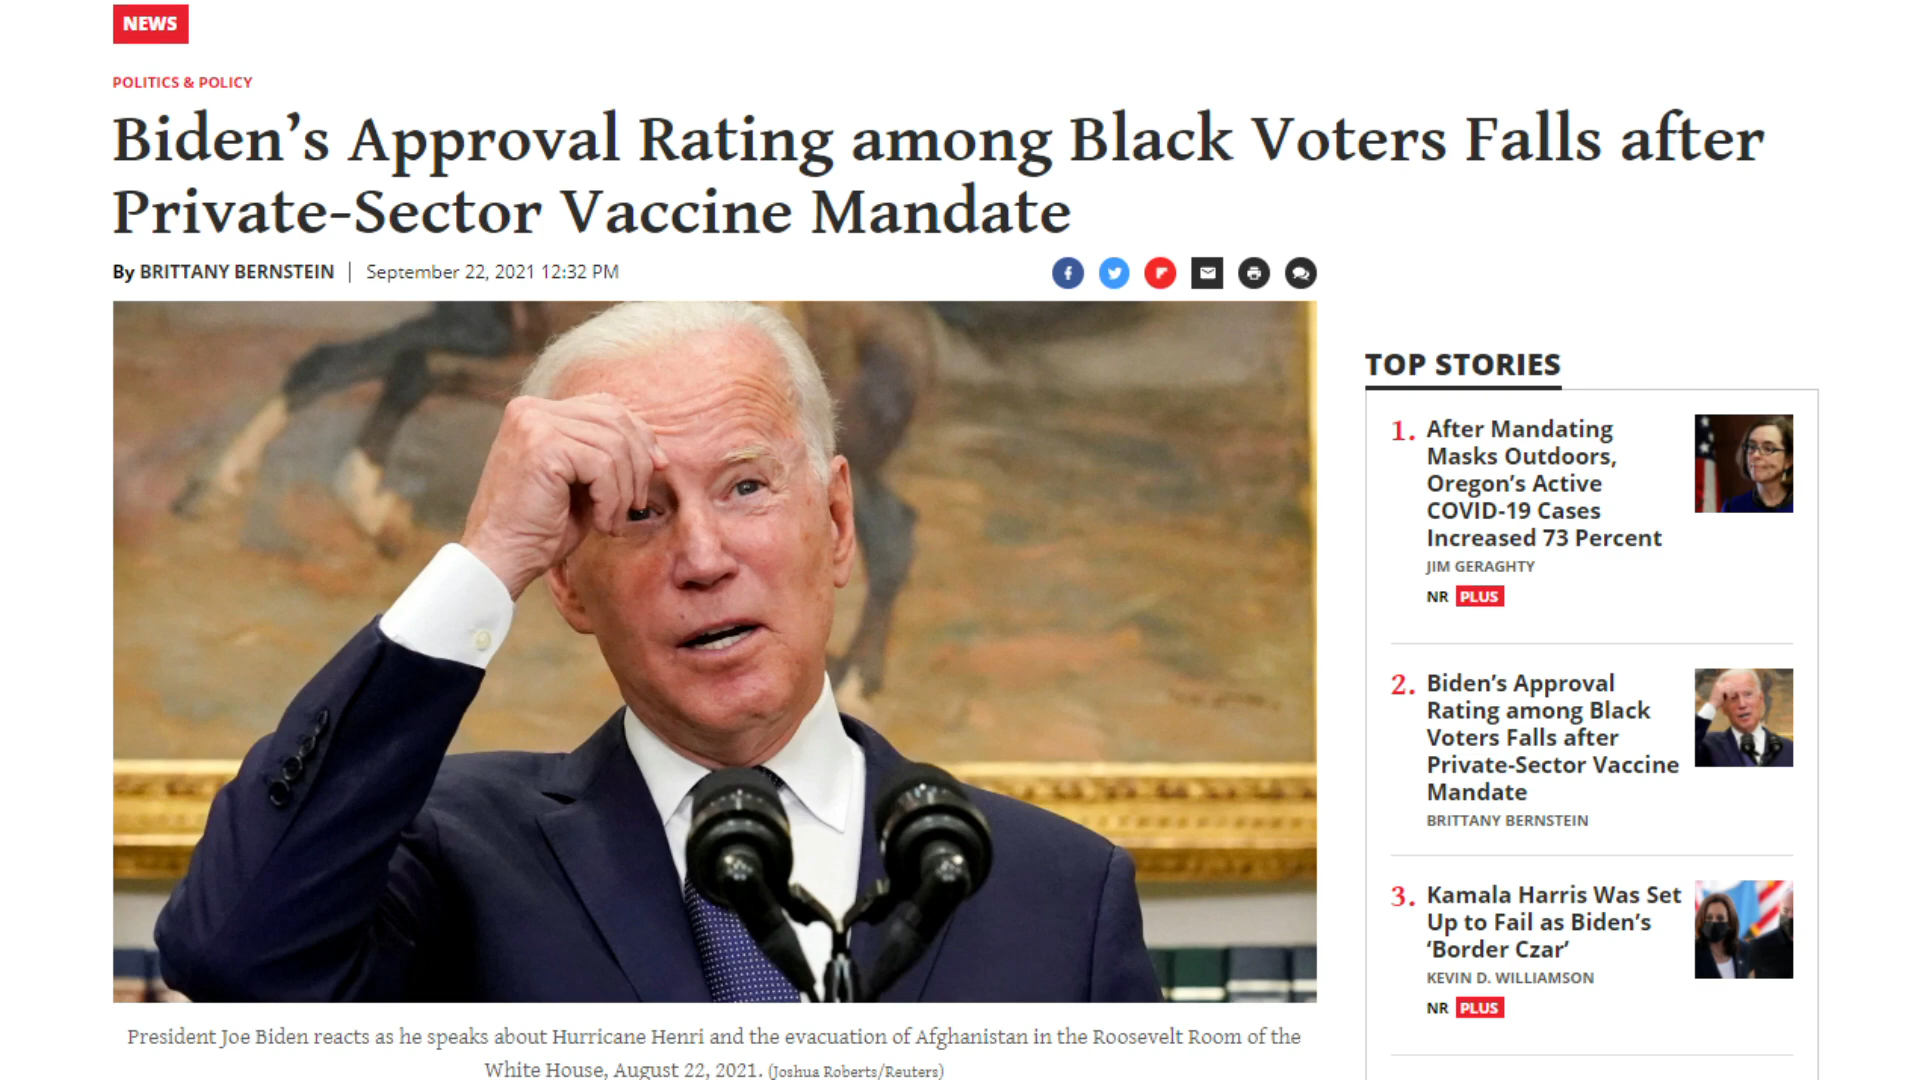 NEWS
POLITICS & POLICY
Biden’s Approval Rating among Black Voters Falls after
Private-Sector Vaccine Mandate
By BRITTANY BERNSTEIN | September 22, 2021 12:32 PM
President Joe Biden reacts as he speaks about Hurricane Henri and the evacuation of Afghanistan in the Roosevelt Room of the
White House, August 22, 2021. (Joshua Roberts/Reuters)
TOP STORIES
1. After Mandating
Masks Outdoors,
Oregon’s Active
COVID-19 Cases
Increased 73 Percent
JIM GERAGHTY
NR PLUS
2. Biden’s Approval
Rating among Black
Voters Falls after
Private-Sector Vaccine
Mandate
BRITTANY BERNSTEIN
3. Kamala Harris Was Set
Up to Fail as Biden’s
‘Border Czar’
KEVIN D. WILLIAMSON
NR PLUS